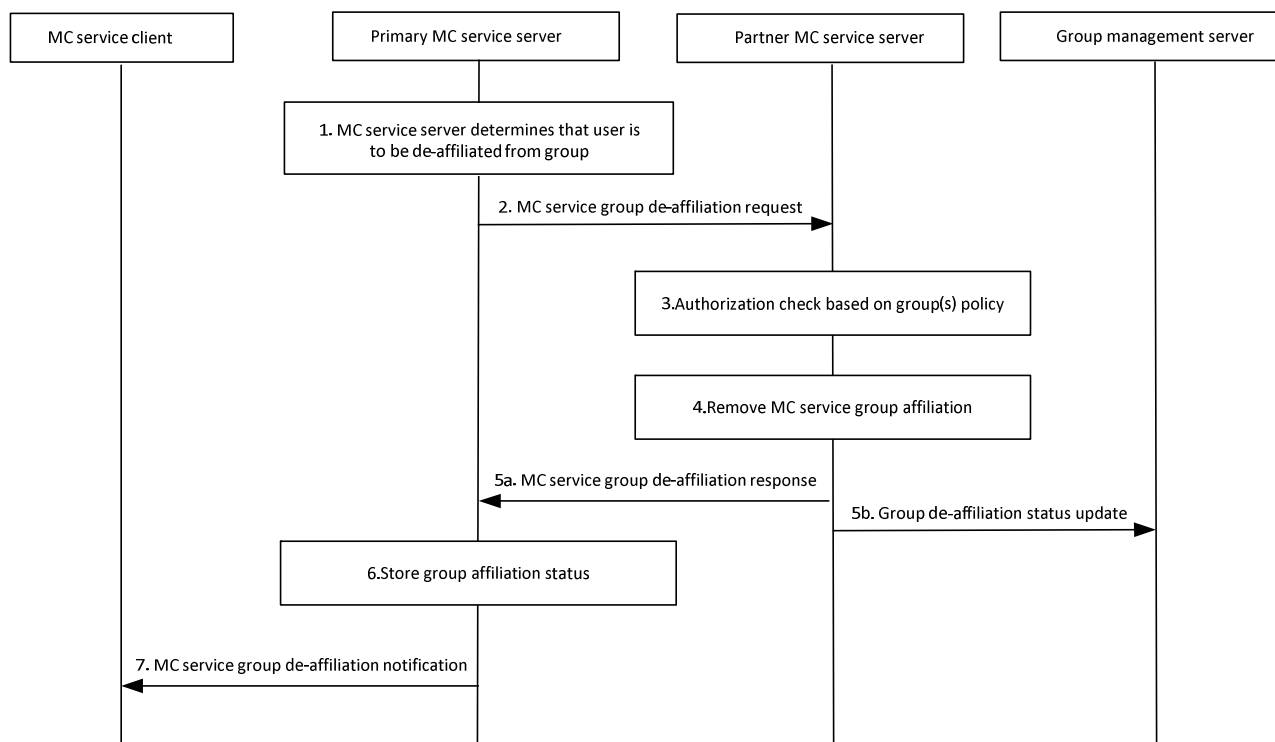 MC service client
Primary MC service server
Partner MC service server
Group management server
1. MC service server determines that user is
to be de-affiliated from group
2. MC service group de-affiliation request
3.Authorization check based on group(s) policy
4.Remove MC service group affiliation
5a. MC service group de-affiliation response
5b. Group de-affiliation status update
6.Store group affiliation status
7. MC service group de-affiliation notification